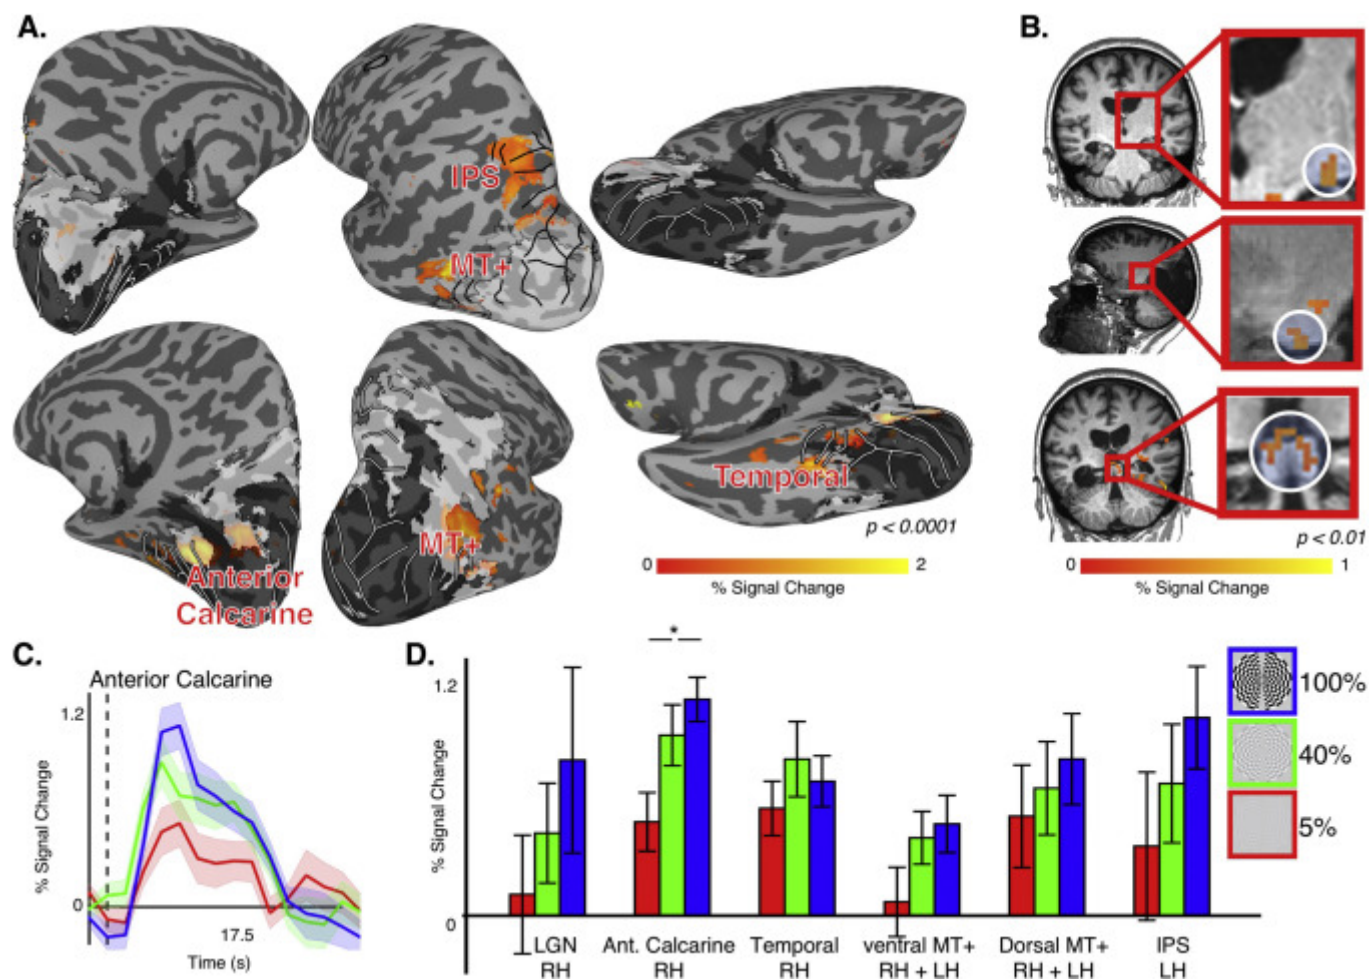 A.
IPS
MT+
Anterior
Calcarine
MT+
Temporal
p < 0.0001
0 2
% Signal Change
B.
p < 0.01
0 1
% Signal Change
C.
Anterior Calcarine
1.2
% Signal Change
0
17.5
Time (s)
D.
*
1.2
% Signal Change
0
LGN
RH
Ant. Calcarine
RH
Temporal
RH
ventral MT+
RH + LH
Dorsal MT+
RH + LH
IPS
LH
100%
40%
5%